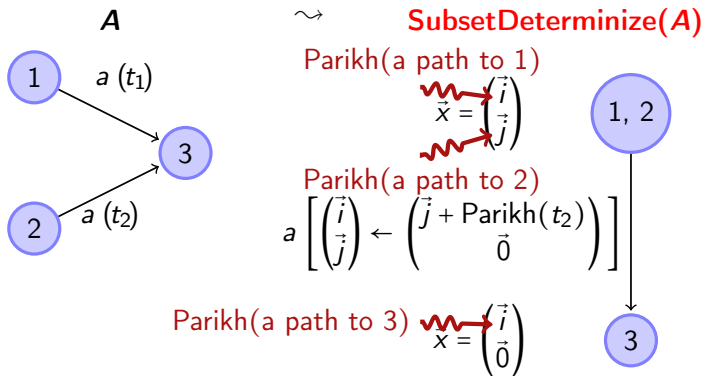 A ⤳ SubsetDeterminize(A)
Parikh(a path to 1)
1 a (t₁)
x⃗ = (i⃗ j⃗) 1, 2
3
Parikh(a path to 2)
2 a (t₂)
a [(i⃗ j⃗) ← (j⃗ + Parikh(t₂) 0⃗)]
Parikh(a path to 3) x⃗ = (i⃗ 0⃗) 3